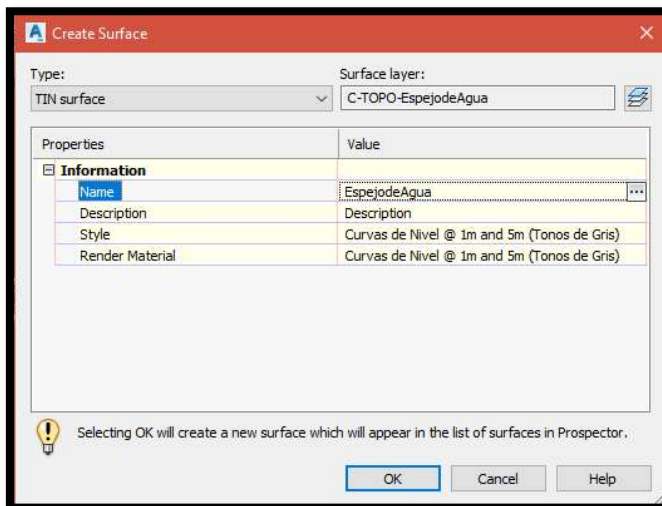 Create Surface
Type: Surface layer:
TIN surface C-TOPO-EspejodeAgua
Properties Value
Information
Name EspejodeAgua ...
Description Description
Style Curvas de Nivel @ 1m and 5m (Tonos de Gris)
Render Material Curvas de Nivel @ 1m and 5m (Tonos de Gris)
Selecting OK will create a new surface which will appear in the list of surfaces in Prospector.
OK Cancel Help